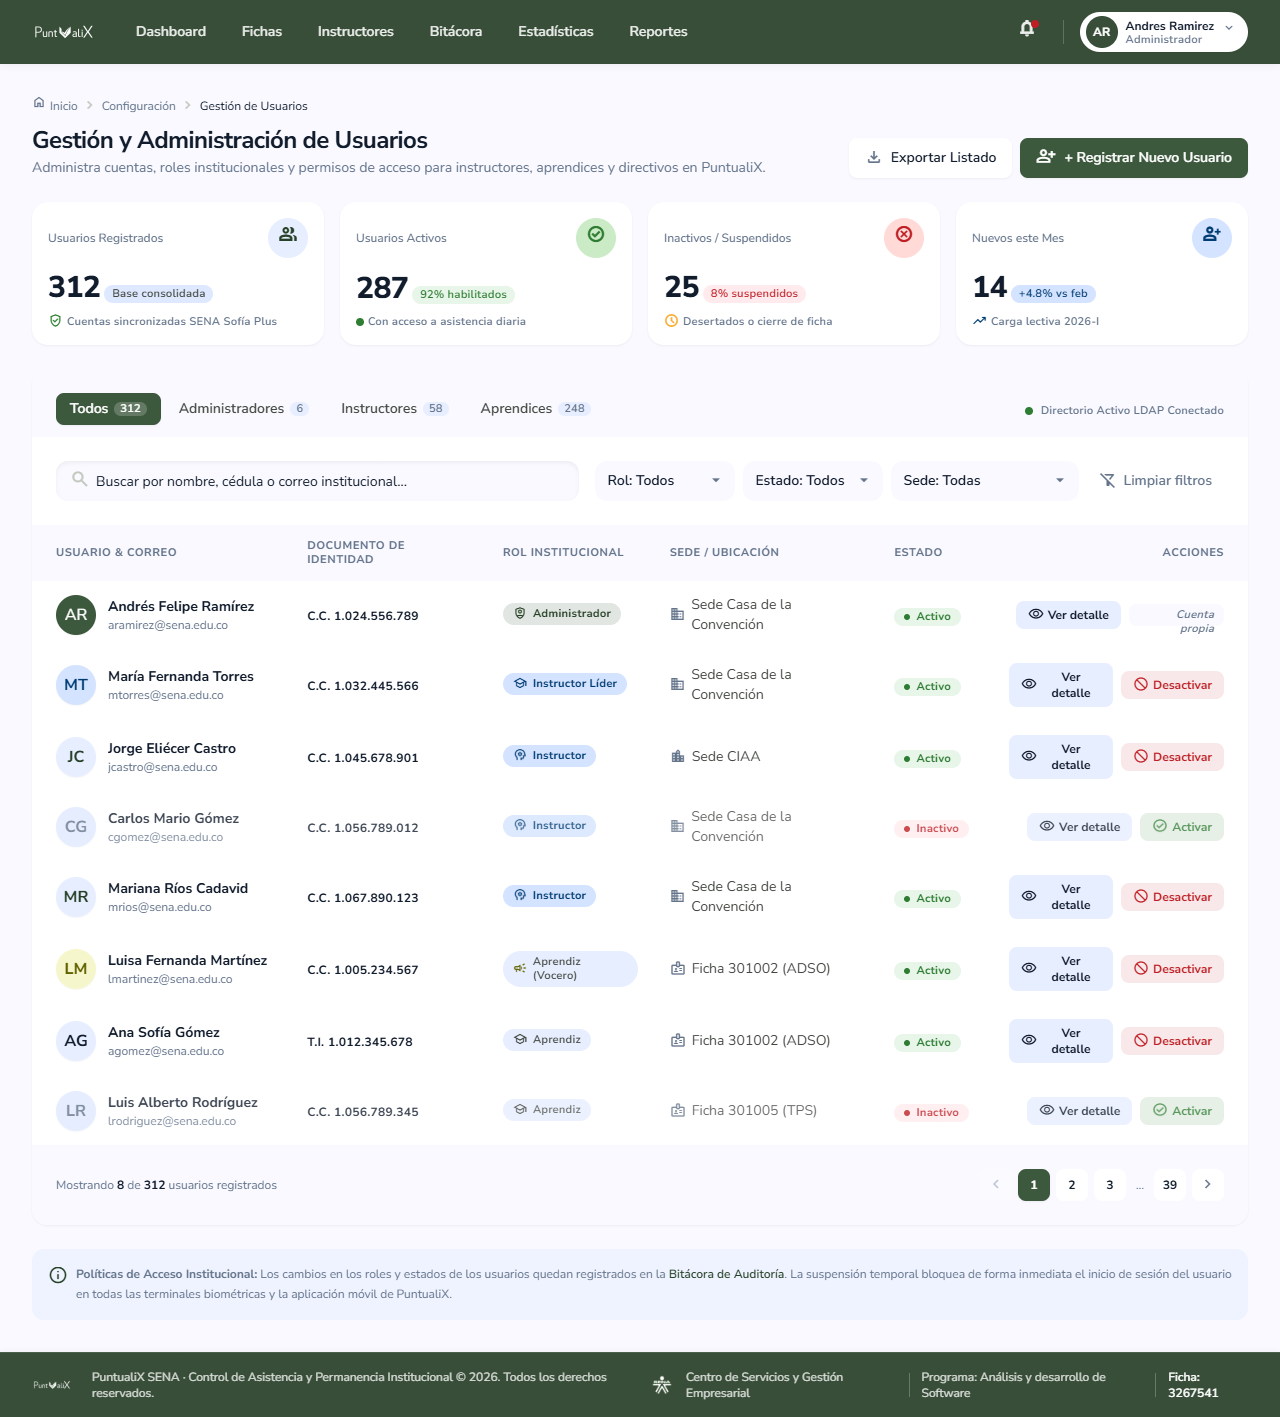 PuntualiX
Dashboard
Fichas
Instructores
Bitácora
Estadísticas
Reportes
AR
Andres Ramirez
Administrador
Inicio
Configuración
Gestión de Usuarios
Gestión y Administración de Usuarios
Administra cuentas, roles institucionales y permisos de acceso para instructores, aprendices y directivos en PuntualiX.
Exportar Listado
+ Registrar Nuevo Usuario
Usuarios Registrados
312 Base consolidada
Cuentas sincronizadas SENA Sofía Plus
Usuarios Activos
287 92% habilitados
Con acceso a asistencia diaria
Inactivos / Suspendidos
25 8% suspendidos
Desertados o cierre de ficha
Nuevos este Mes
14 +4.8% vs feb
Carga lectiva 2026-I
Todos 312
Administradores 6
Instructores 58
Aprendices 248
Directorio Activo LDAP Conectado
Buscar por nombre, cédula o correo institucional...
Rol: Todos
Estado: Todos
Sede: Todas
Limpiar filtros
USUARIO & CORREO
DOCUMENTO DE
IDENTIDAD
ROL INSTITUCIONAL
SEDE / UBICACIÓN
ESTADO
ACCIONES
AR
Andrés Felipe Ramírez
aramirez@sena.edu.co
C.C. 1.024.556.789
Administrador
Sede Casa de la
Convención
Activo
Ver detalle
Cuenta
propia
MT
María Fernanda Torres
mtorres@sena.edu.co
C.C. 1.032.445.566
Instructor Líder
Sede Casa de la
Convención
Activo
Ver
detalle
Desactivar
JC
Jorge Eliécer Castro
jcastro@sena.edu.co
C.C. 1.045.678.901
Instructor
Sede CIAA
Activo
Ver
detalle
Desactivar
CG
Carlos Mario Gómez
cgomez@sena.edu.co
C.C. 1.056.789.012
Instructor
Sede Casa de la
Convención
Inactivo
Ver detalle
Activar
MR
Mariana Ríos Cadavid
mrios@sena.edu.co
C.C. 1.067.890.123
Instructor
Sede Casa de la
Convención
Activo
Ver
detalle
Desactivar
LM
Luisa Fernanda Martínez
lmartinez@sena.edu.co
C.C. 1.005.234.567
Aprendiz
(Vocero)
Ficha 301002 (ADSO)
Activo
Ver
detalle
Desactivar
AG
Ana Sofía Gómez
agomez@sena.edu.co
T.I. 1.012.345.678
Aprendiz
Ficha 301002 (ADSO)
Activo
Ver
detalle
Desactivar
LR
Luis Alberto Rodríguez
lrodriguez@sena.edu.co
C.C. 1.056.789.345
Aprendiz
Ficha 301005 (TPS)
Inactivo
Ver detalle
Activar
Mostrando 8 de 312 usuarios registrados
1 2 3 ... 39
Políticas de Acceso Institucional: Los cambios en los roles y estados de los usuarios quedan registrados en la Bitácora de Auditoría. La suspensión temporal bloquea de forma inmediata el inicio de sesión del usuario
en todas las terminales biométricas y la aplicación móvil de PuntualiX.
PuntualiX
PuntualiX SENA · Control de Asistencia y Permanencia Institucional © 2026. Todos los derechos
reservados.
Centro de Servicios y Gestión
Empresarial
Programa: Análisis y desarrollo de
Software
Ficha:
3267541